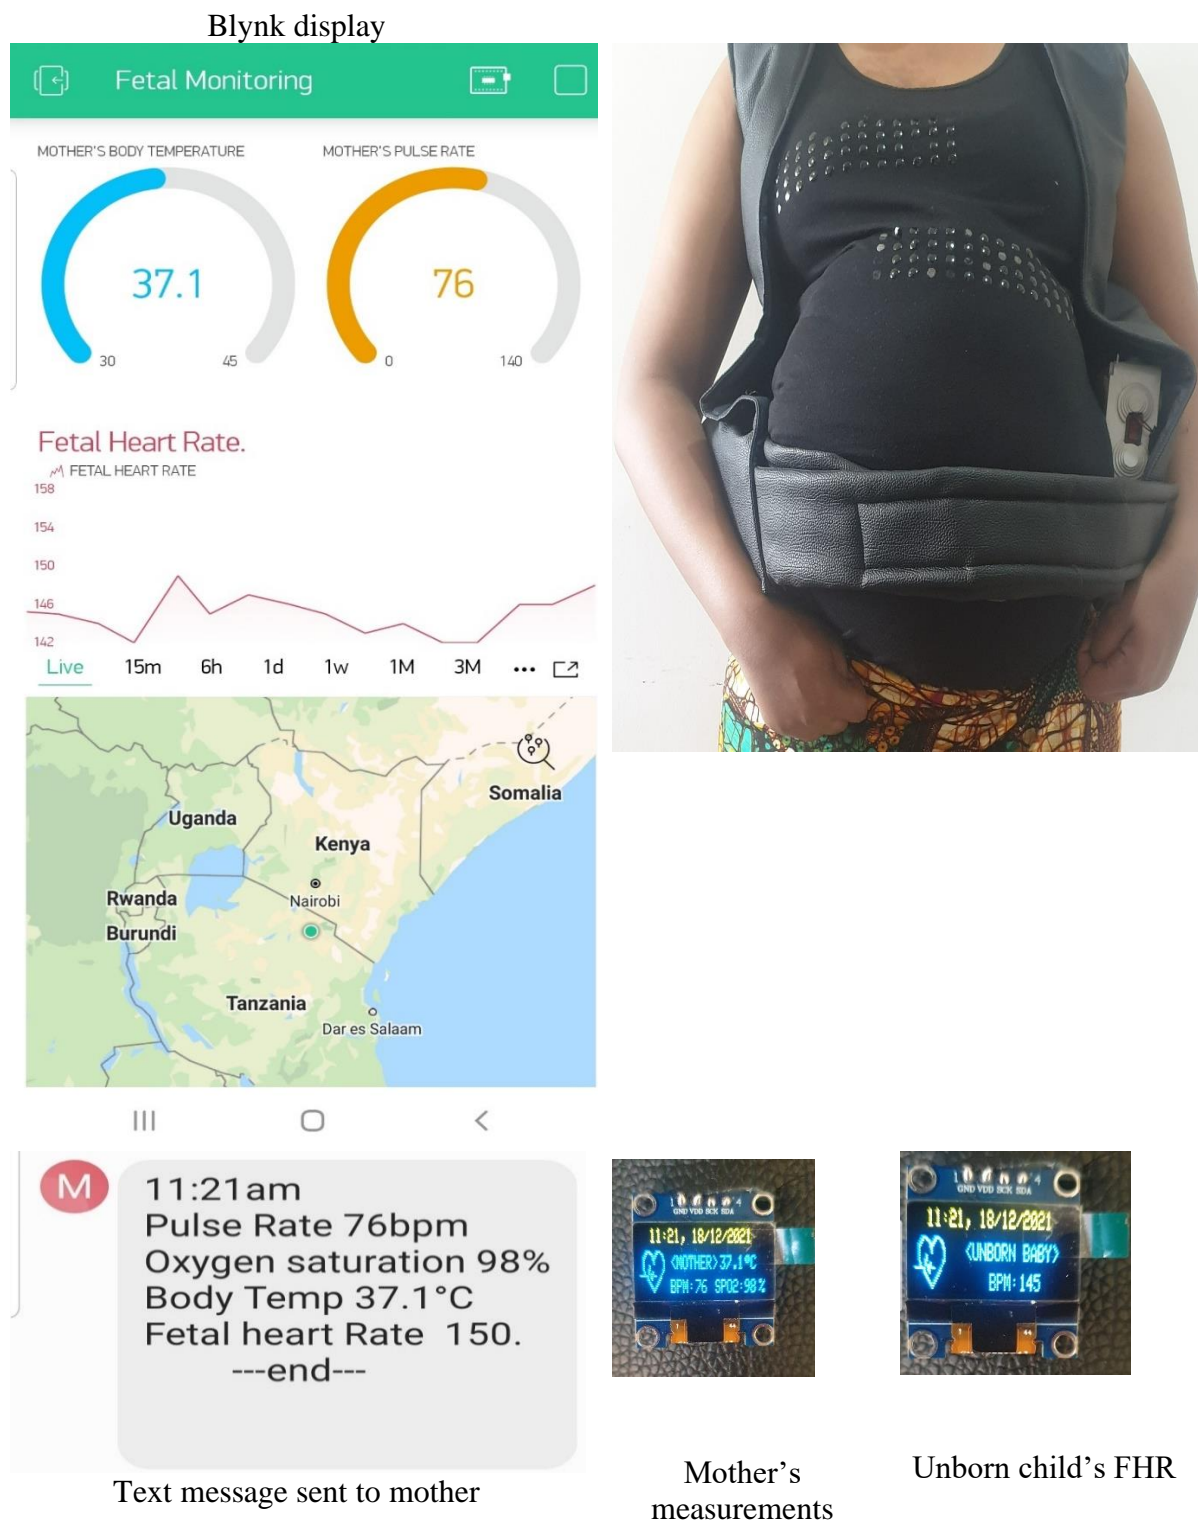 Blynk display
Fetal Monitoring
MOTHER'S BODY TEMPERATURE
MOTHER'S PULSE RATE
37.1
76
30
45
0
140
Fetal Heart Rate.
FETAL HEART RATE
158
154
150
146
142
Live 15m 6h 1d 1w 1M 3M •••
Somalia
Uganda
Kenya
Nairobi
Rwanda
Burundi
Tanzania
Dar es Salaam
M
11:21am
Pulse Rate 76bpm
Oxygen saturation 98%
Body Temp 37.1°C
Fetal heart Rate 150.
---end---
Text message sent to mother
1 4
GND VDD SCK SDA
11:21, 18/12/2021
<MOTHER>37.1°C
BPM:76 SPO2:98%
Mother's
measurements
1 4
GND VDD SCK SDA
11:21, 18/12/2021
<UNBORN BABY>
BPM:145
Unborn child's FHR